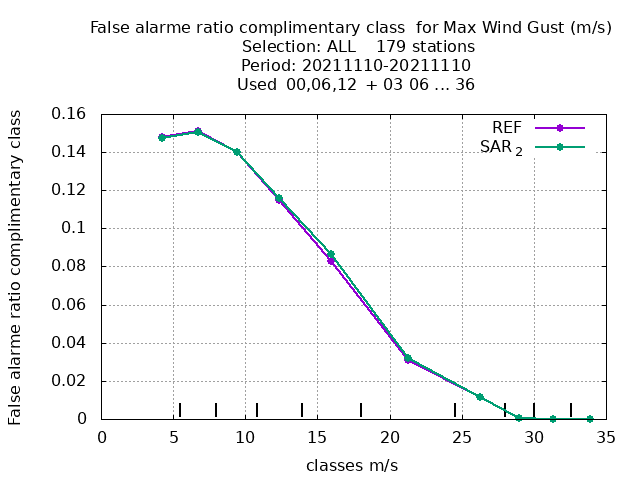 False alarme ratio complimentary class  for Max Wind Gust (m/s)
Selection: ALL    179 stations
Period: 20211110-20211110
Used  00,06,12  + 03 06 ... 36
False alarme ratio complimentary class
0.16
0.14
0.12
0.1
0.08
0.06
0.04
0.02
0
REF
SAR 2
0 5 10 15 20 25 30 35
classes m/s